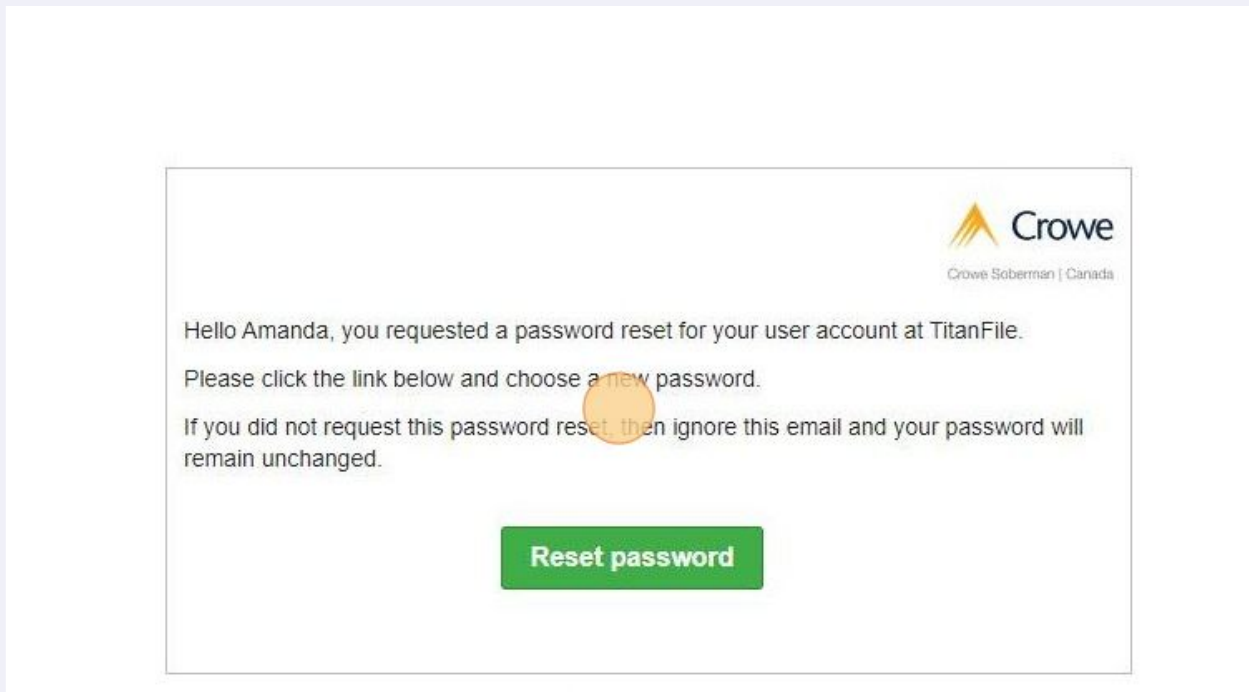 Crowe
Crowe Soberman | Canada
Hello Amanda, you requested a password reset for your user account at TitanFile.
Please click the link below and choose a new password.
If you did not request this password reset, then ignore this email and your password will
remain unchanged.
Reset password